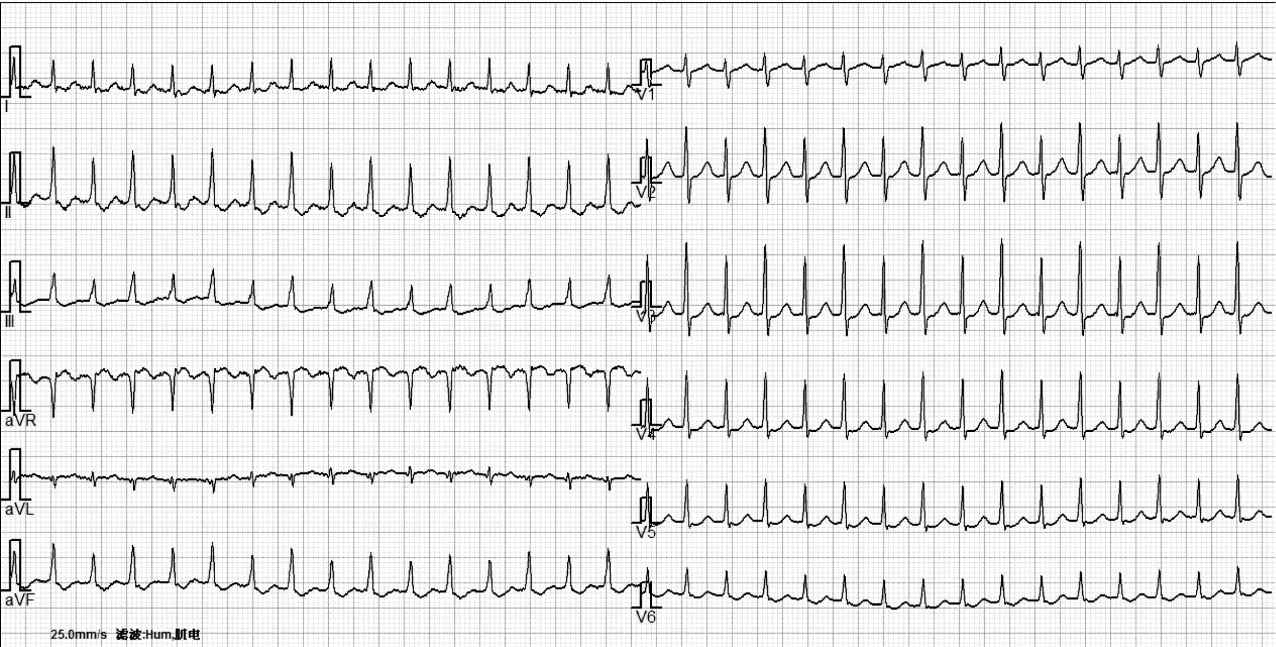 I
II
III
aVR
aVL
aVF
V1
V2
V3
V4
V5
V6
25.0mm/s 滤波:Hum,肌电